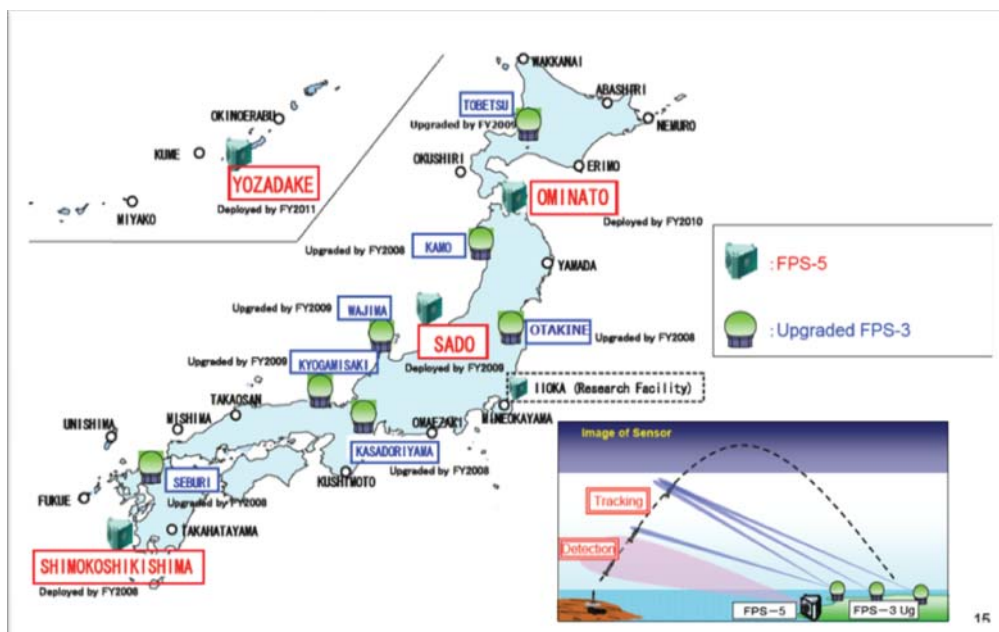 WAKKANAI
ABASHIRI
TOBETSU
Upgraded by FY2009
NEMURO
OKINOERABU
KUME
OKUSHIRI
ERIMO
YOZADAKE
Deployed by FY2011
MIYAKO
OMINATO
Deployed by FY2010
Upgraded by FY2008
KAMO
YAMADA
: FPS-5
Upgraded by FY2009
WAJIMA
OTAKINE
Upgraded by FY2008
:Upgraded FPS-3
SADO
Deployed by FY2009
Upgraded by FY2009
KYOGAMISAKI
IIOKA (Research Facility)
TAKAOSAN
MISHIMA
UNISHIMA
OMAEZAKI
MINEOKAYAMA
KASADORIYAMA
Upgraded by FY2008
KUSHIMOTO
SEBURI
Upgraded by FY2008
FUKUE
TAKAHATAYAMA
SHIMOKOSHIKISHIMA
Deployed by FY2008
Image of Sensor
Tracking
Detection
FPS-5
FPS-3 Ug
15